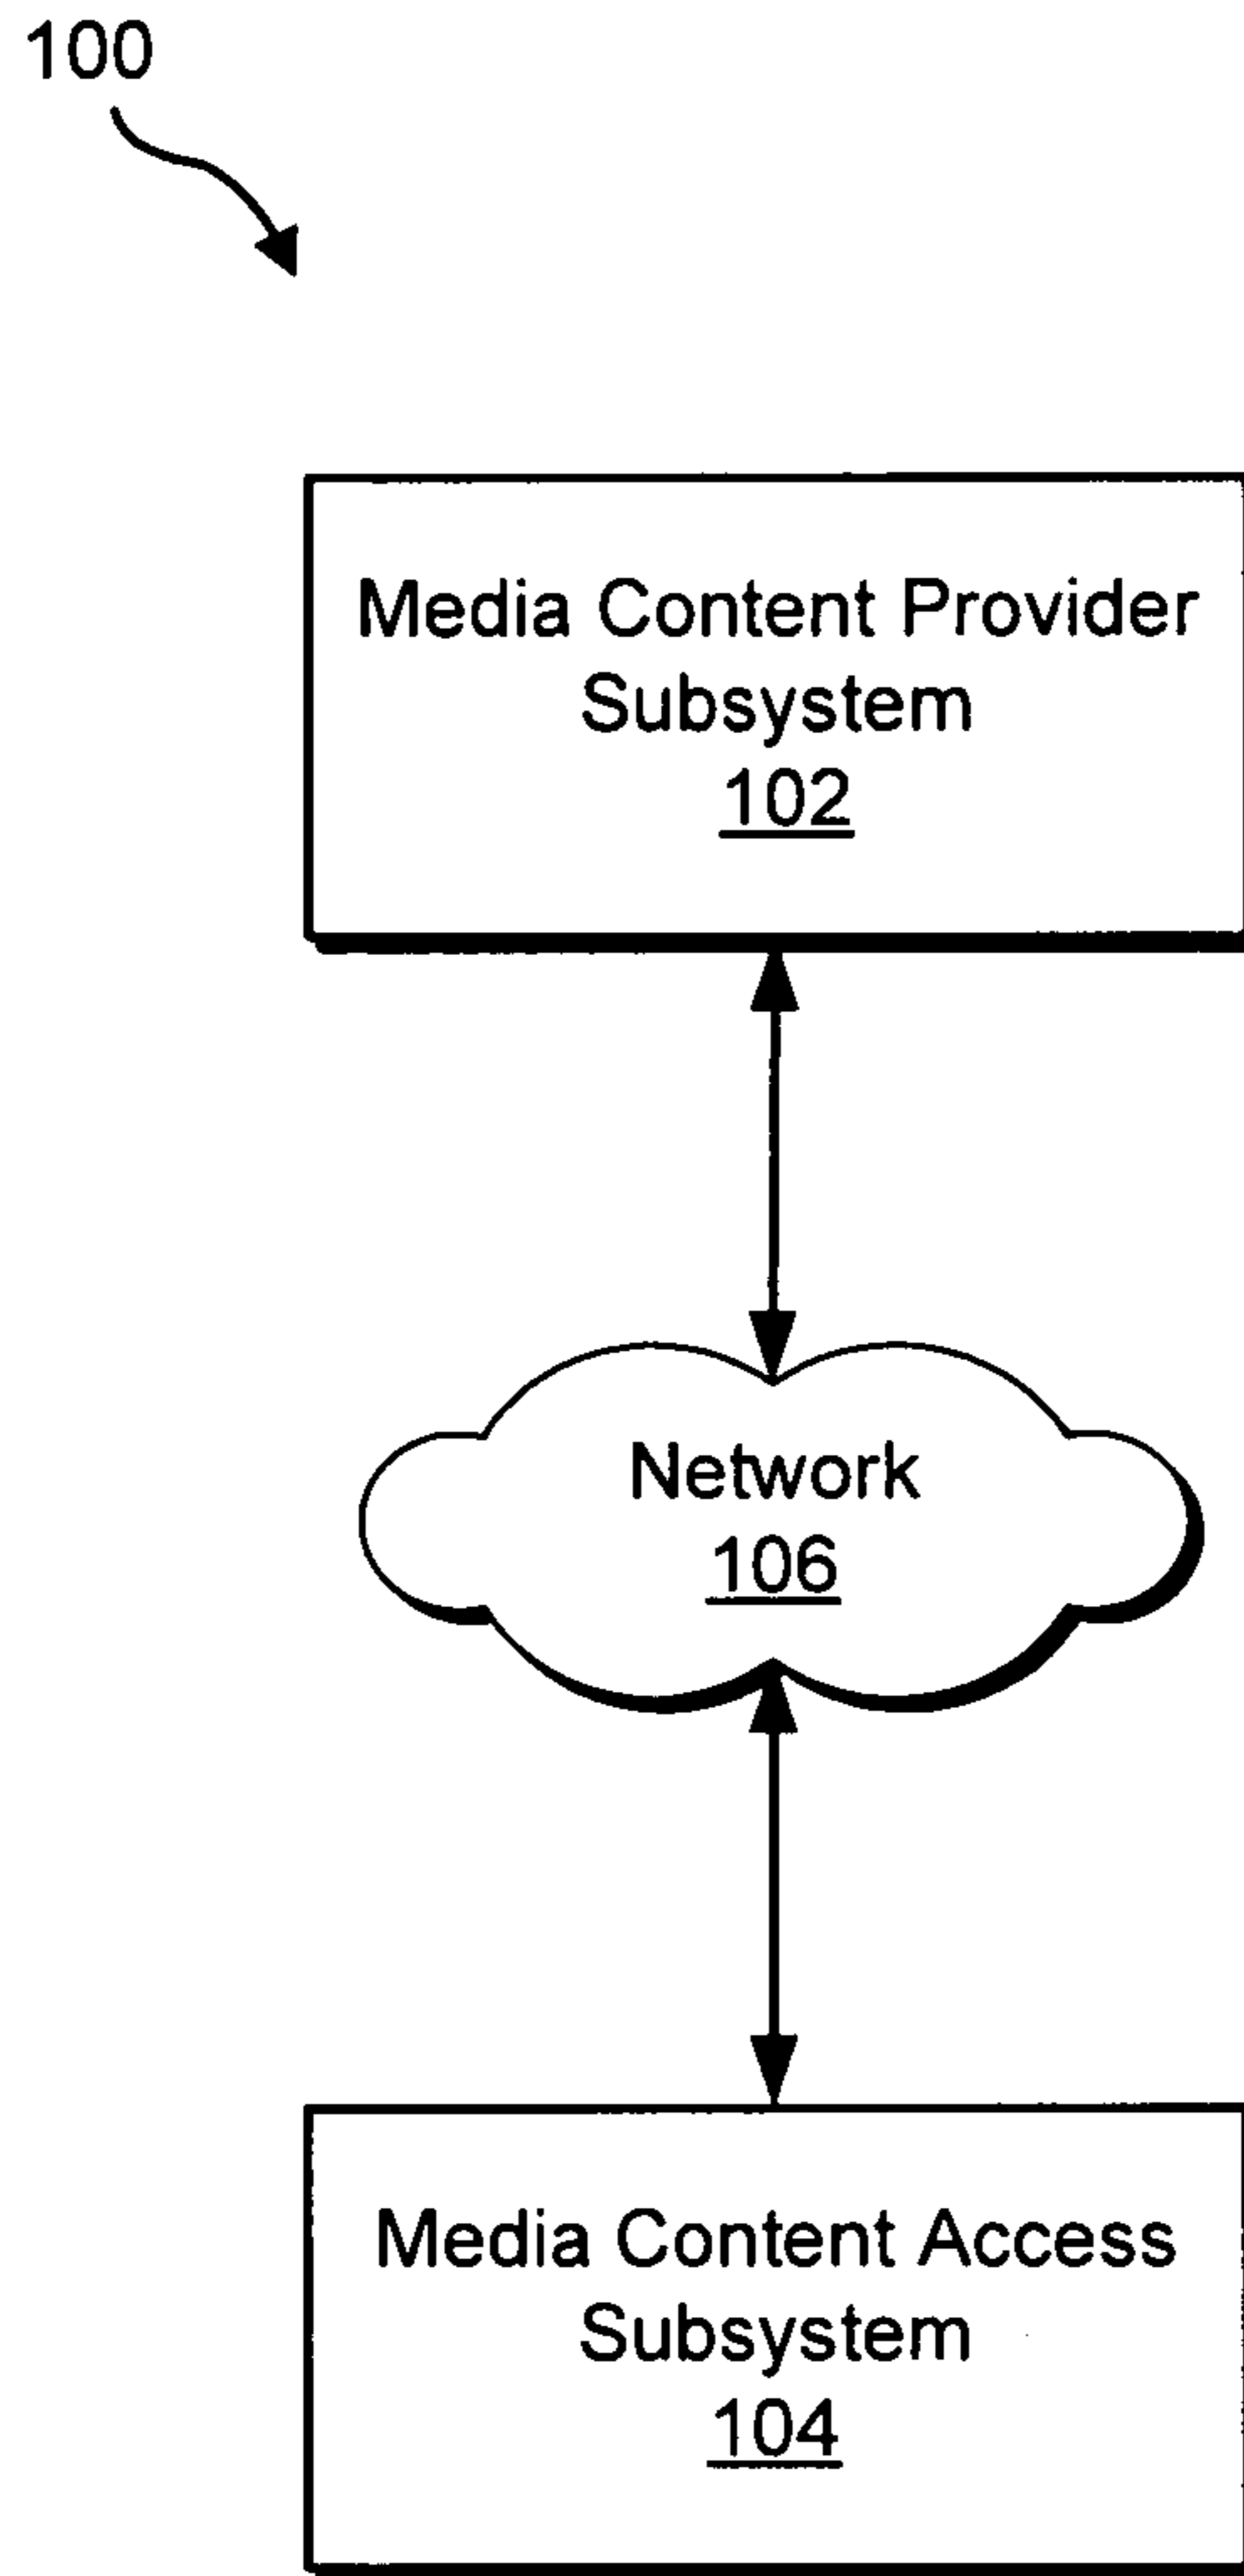 100
Media Content Provider
Subsystem
102
Network
106
Media Content Access
Subsystem
104